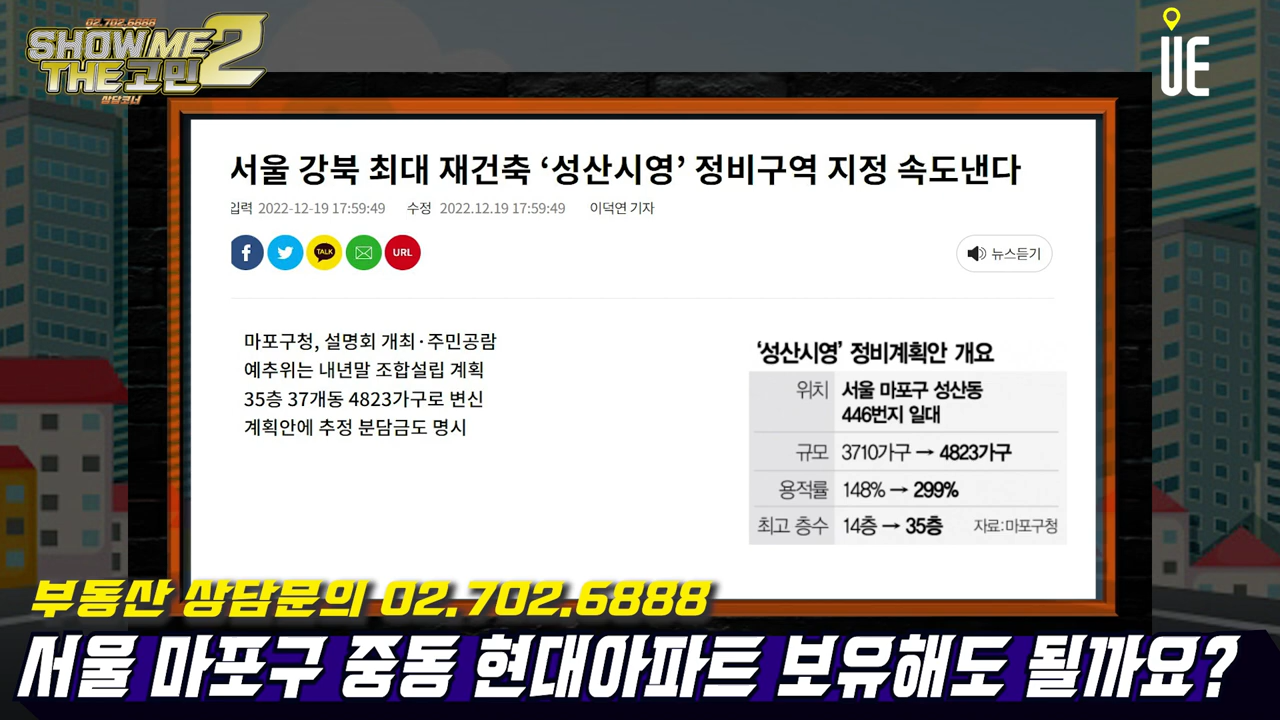 02.702.6888
SHOW ME
THE고민2
상담코너
UE
서울 강북 최대 재건축 ‘성산시영’ 정비구역 지정 속도낸다
입력 2022-12-19 17:59:49 수정 2022.12.19 17:59:49 이덕연 기자
f TALK URL
뉴스듣기
마포구청, 설명회 개최·주민공람
예추위는 내년말 조합설립 계획
35층 37개동 4823가구로 변신
계획안에 추정 분담금도 명시
‘성산시영’ 정비계획안 개요
위치 서울 마포구 성산동
446번지 일대
규모 3710가구 → 4823가구
용적률 148% → 299%
최고 층수 14층 → 35층 자료:마포구청
부동산 상담문의 02.702.6888
서울 마포구 중동 현대아파트 보유해도 될까요?